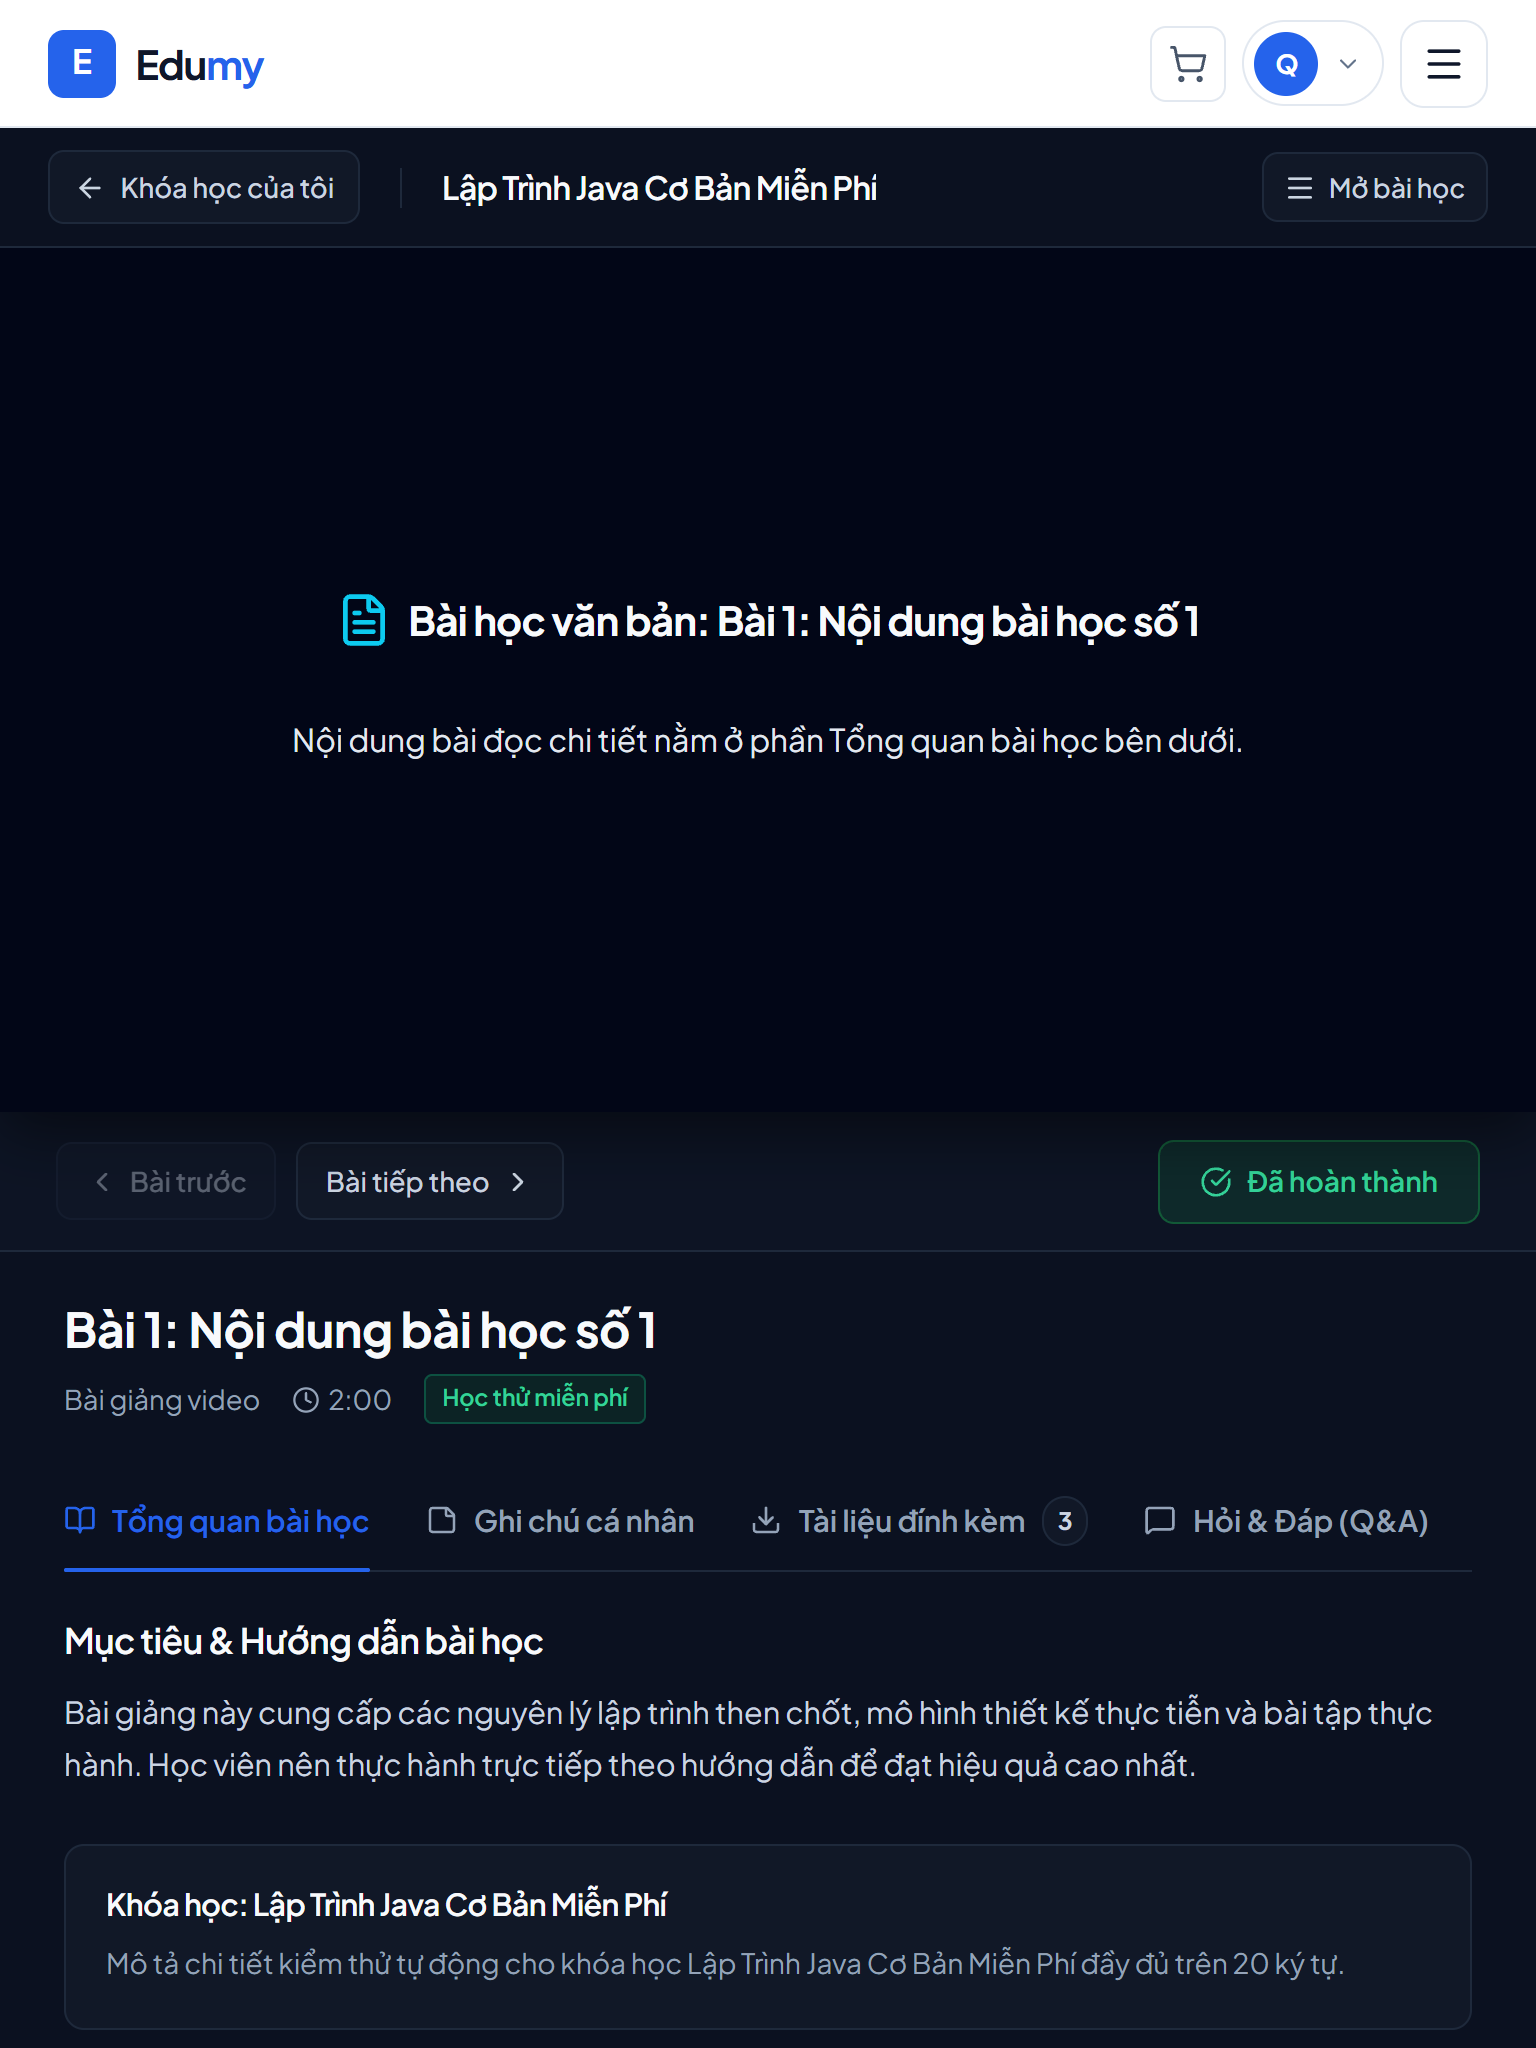 E
Edumy
Q
Khóa học của tôi
Lập Trình Java Cơ Bản Miễn Phí
Mở bài học
Bài học văn bản: Bài 1: Nội dung bài học số 1
Nội dung bài đọc chi tiết nằm ở phần Tổng quan bài học bên dưới.
Bài trước
Bài tiếp theo
Đã hoàn thành
Bài 1: Nội dung bài học số 1
Bài giảng video
2:00
Học thử miễn phí
Tổng quan bài học
Ghi chú cá nhân
Tài liệu đính kèm
3
Hỏi & Đáp (Q&A)
Mục tiêu & Hướng dẫn bài học
Bài giảng này cung cấp các nguyên lý lập trình then chốt, mô hình thiết kế thực tiễn và bài tập thực
hành. Học viên nên thực hành trực tiếp theo hướng dẫn để đạt hiệu quả cao nhất.
Khóa học: Lập Trình Java Cơ Bản Miễn Phí
Mô tả chi tiết kiểm thử tự động cho khóa học Lập Trình Java Cơ Bản Miễn Phí đầy đủ trên 20 ký tự.